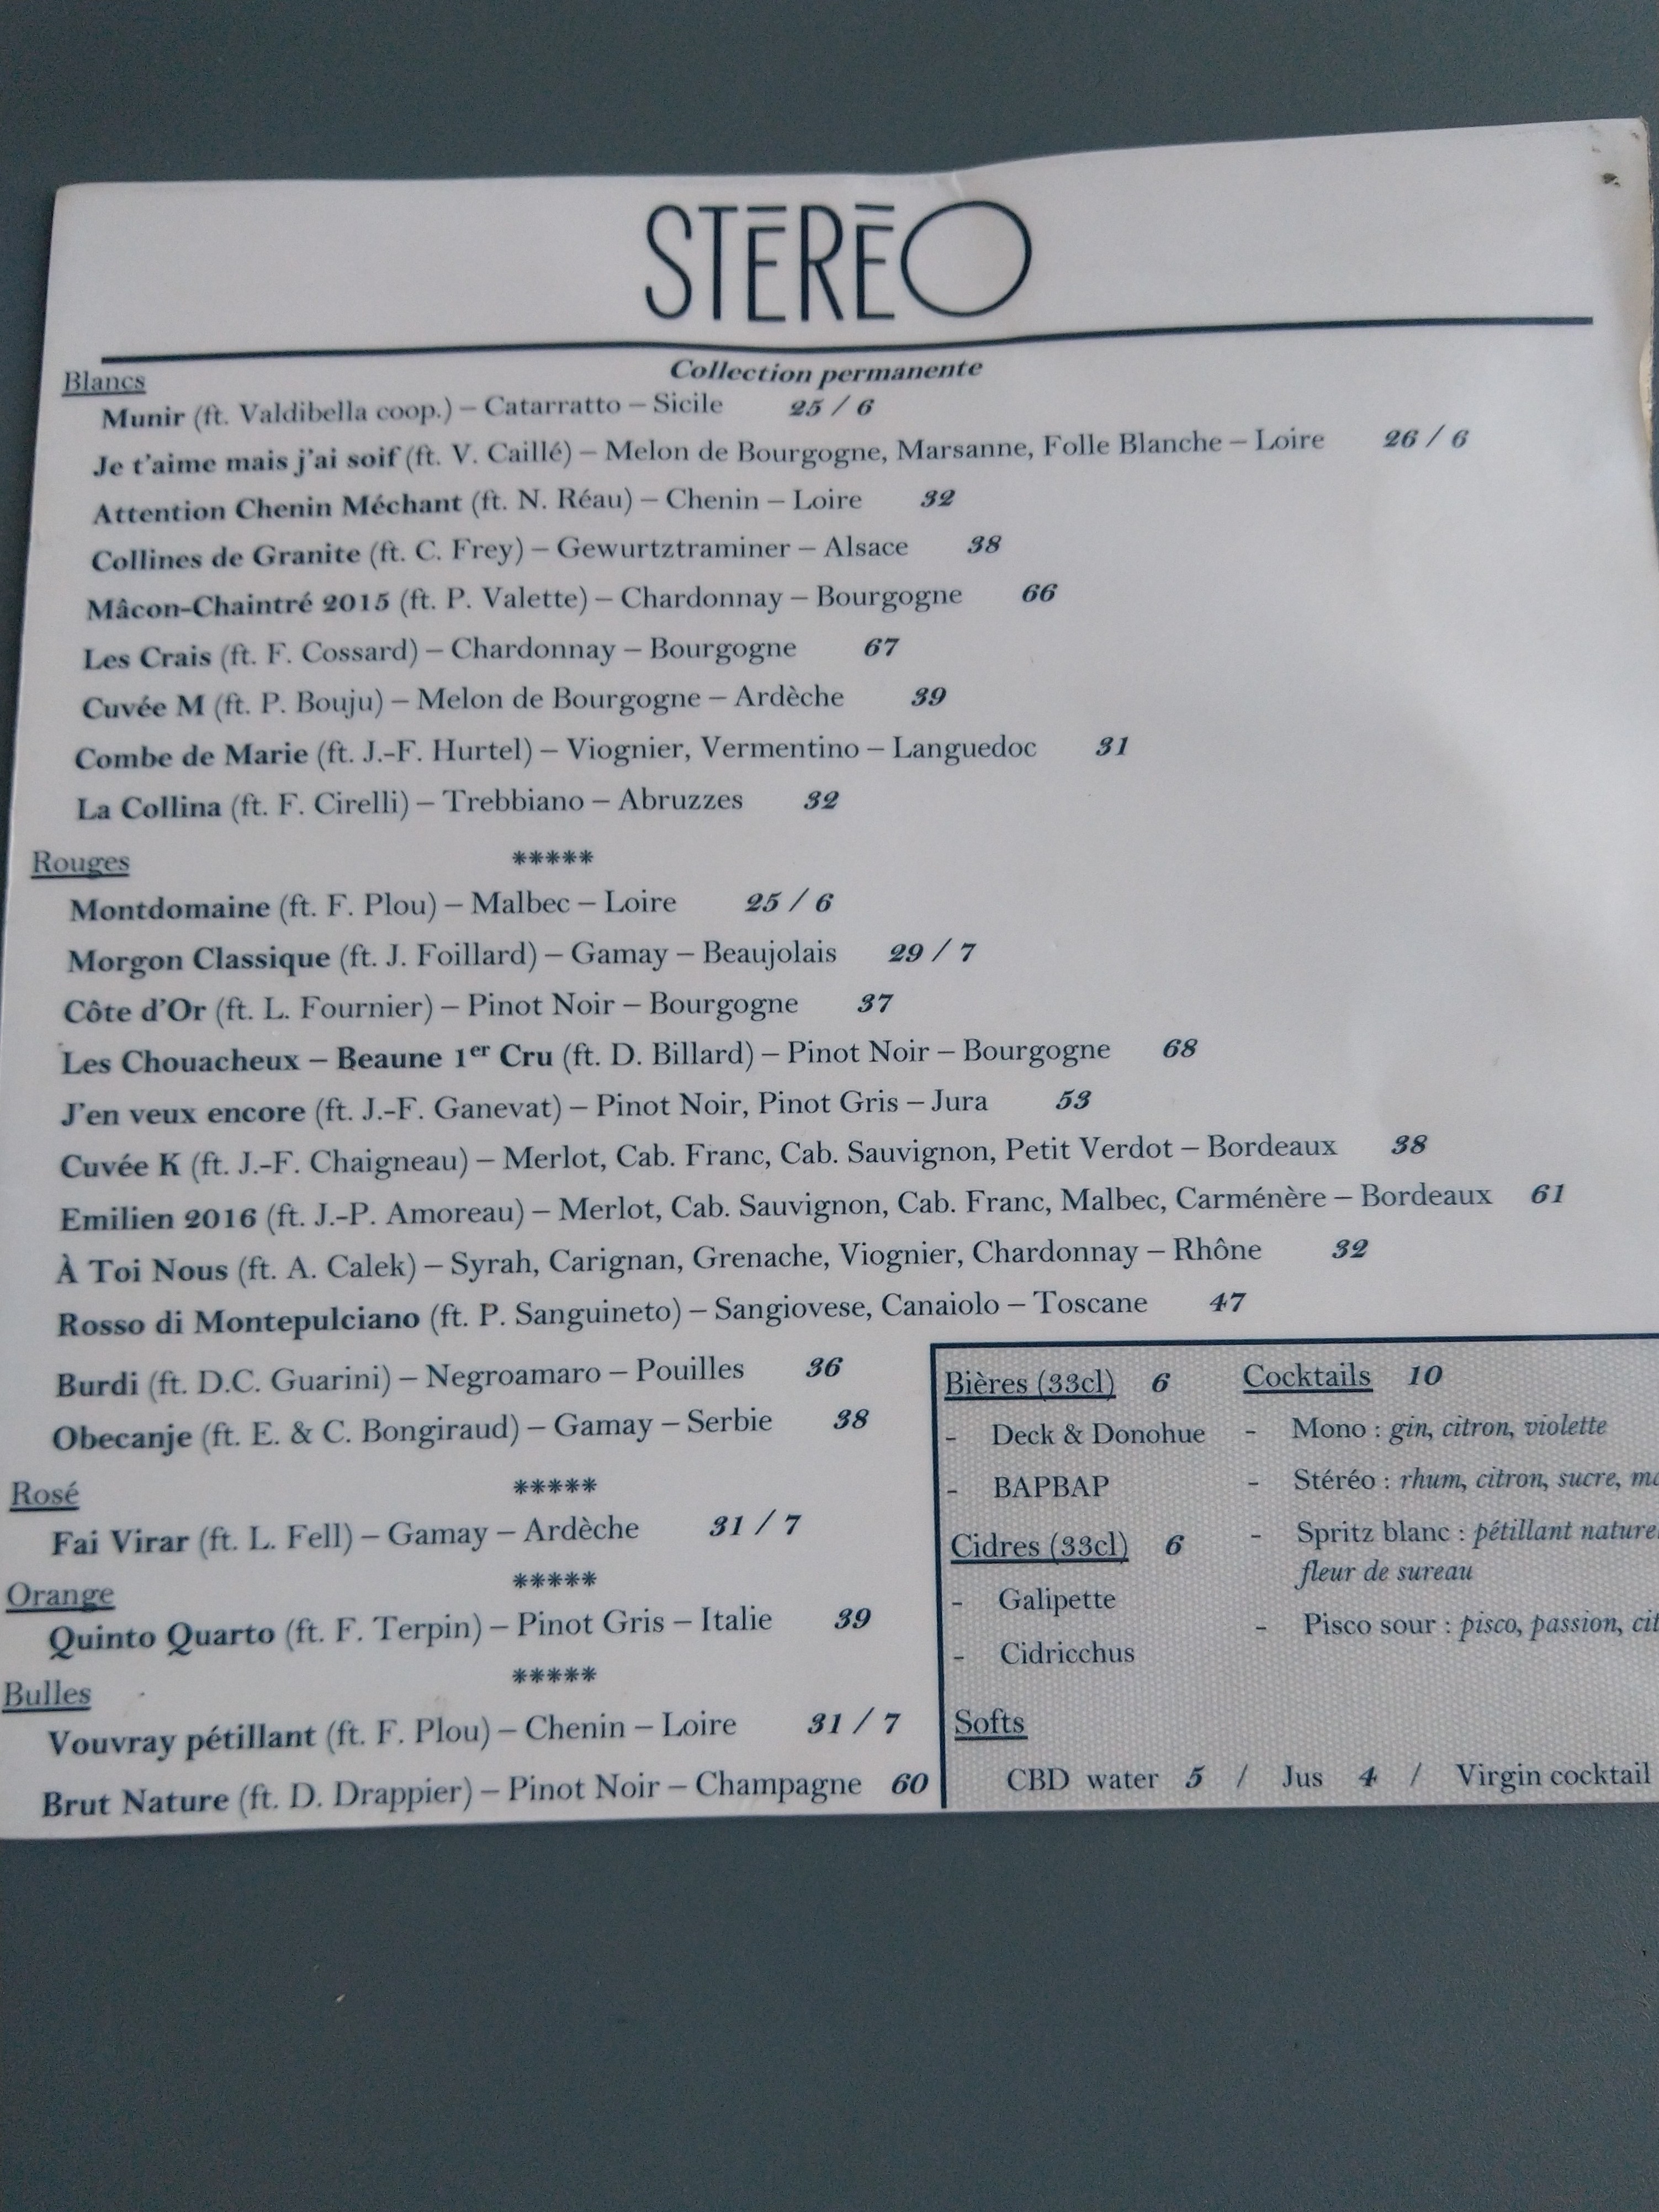 STÉRÉO
Collection permanente
Blancs
Munir (ft. Valdibella coop.) – Catarratto – Sicile 25 / 6
Je t'aime mais j'ai soif (ft. V. Caillé) – Melon de Bourgogne, Marsanne, Folle Blanche – Loire 26 / 6
Attention Chenin Méchant (ft. N. Réau) – Chenin – Loire 32
Collines de Granite (ft. C. Frey) – Gewurtztraminer – Alsace 38
Mâcon-Chaintré 2015 (ft. P. Valette) – Chardonnay – Bourgogne 66
Les Crais (ft. F. Cossard) – Chardonnay – Bourgogne 67
Cuvée M (ft. P. Bouju) – Melon de Bourgogne – Ardèche 39
Combe de Marie (ft. J.-F. Hurtel) – Viognier, Vermentino – Languedoc 31
La Collina (ft. F. Cirelli) – Trebbiano – Abruzzes 32
*****
Rouges
Montdomaine (ft. F. Plou) – Malbec – Loire 25 / 6
Morgon Classique (ft. J. Foillard) – Gamay – Beaujolais 29 / 7
Côte d'Or (ft. L. Fournier) – Pinot Noir – Bourgogne 37
Les Chouacheux – Beaune 1er Cru (ft. D. Billard) – Pinot Noir – Bourgogne 68
J'en veux encore (ft. J.-F. Ganevat) – Pinot Noir, Pinot Gris – Jura 53
Cuvée K (ft. J.-F. Chaigneau) – Merlot, Cab. Franc, Cab. Sauvignon, Petit Verdot – Bordeaux 38
Emilien 2016 (ft. J.-P. Amoreau) – Merlot, Cab. Sauvignon, Cab. Franc, Malbec, Carménère – Bordeaux 61
À Toi Nous (ft. A. Calek) – Syrah, Carignan, Grenache, Viognier, Chardonnay – Rhône 32
Rosso di Montepulciano (ft. P. Sanguineto) – Sangiovese, Canaiolo – Toscane 47
Burdi (ft. D.C. Guarini) – Negroamaro – Pouilles 36
Obecanje (ft. E. & C. Bongiraud) – Gamay – Serbie 38
*****
Rosé
Fai Virar (ft. L. Fell) – Gamay – Ardèche 31 / 7
*****
Orange
Quinto Quarto (ft. F. Terpin) – Pinot Gris – Italie 39
*****
Bulles
Vouvray pétillant (ft. F. Plou) – Chenin – Loire 31 / 7
Brut Nature (ft. D. Drappier) – Pinot Noir – Champagne 60
Bières (33cl) 6
- Deck & Donohue
- BAPBAP
Cidres (33cl) 6
- Galipette
- Cidricchus
Cocktails 10
- Mono : gin, citron, violette
- Stéréo : rhum, citron, sucre,
- Spritz blanc : pétillant nature
fleur de sureau
- Pisco sour : pisco, passion,
Softs
CBD water 5 / Jus 4 / Virgin cocktail